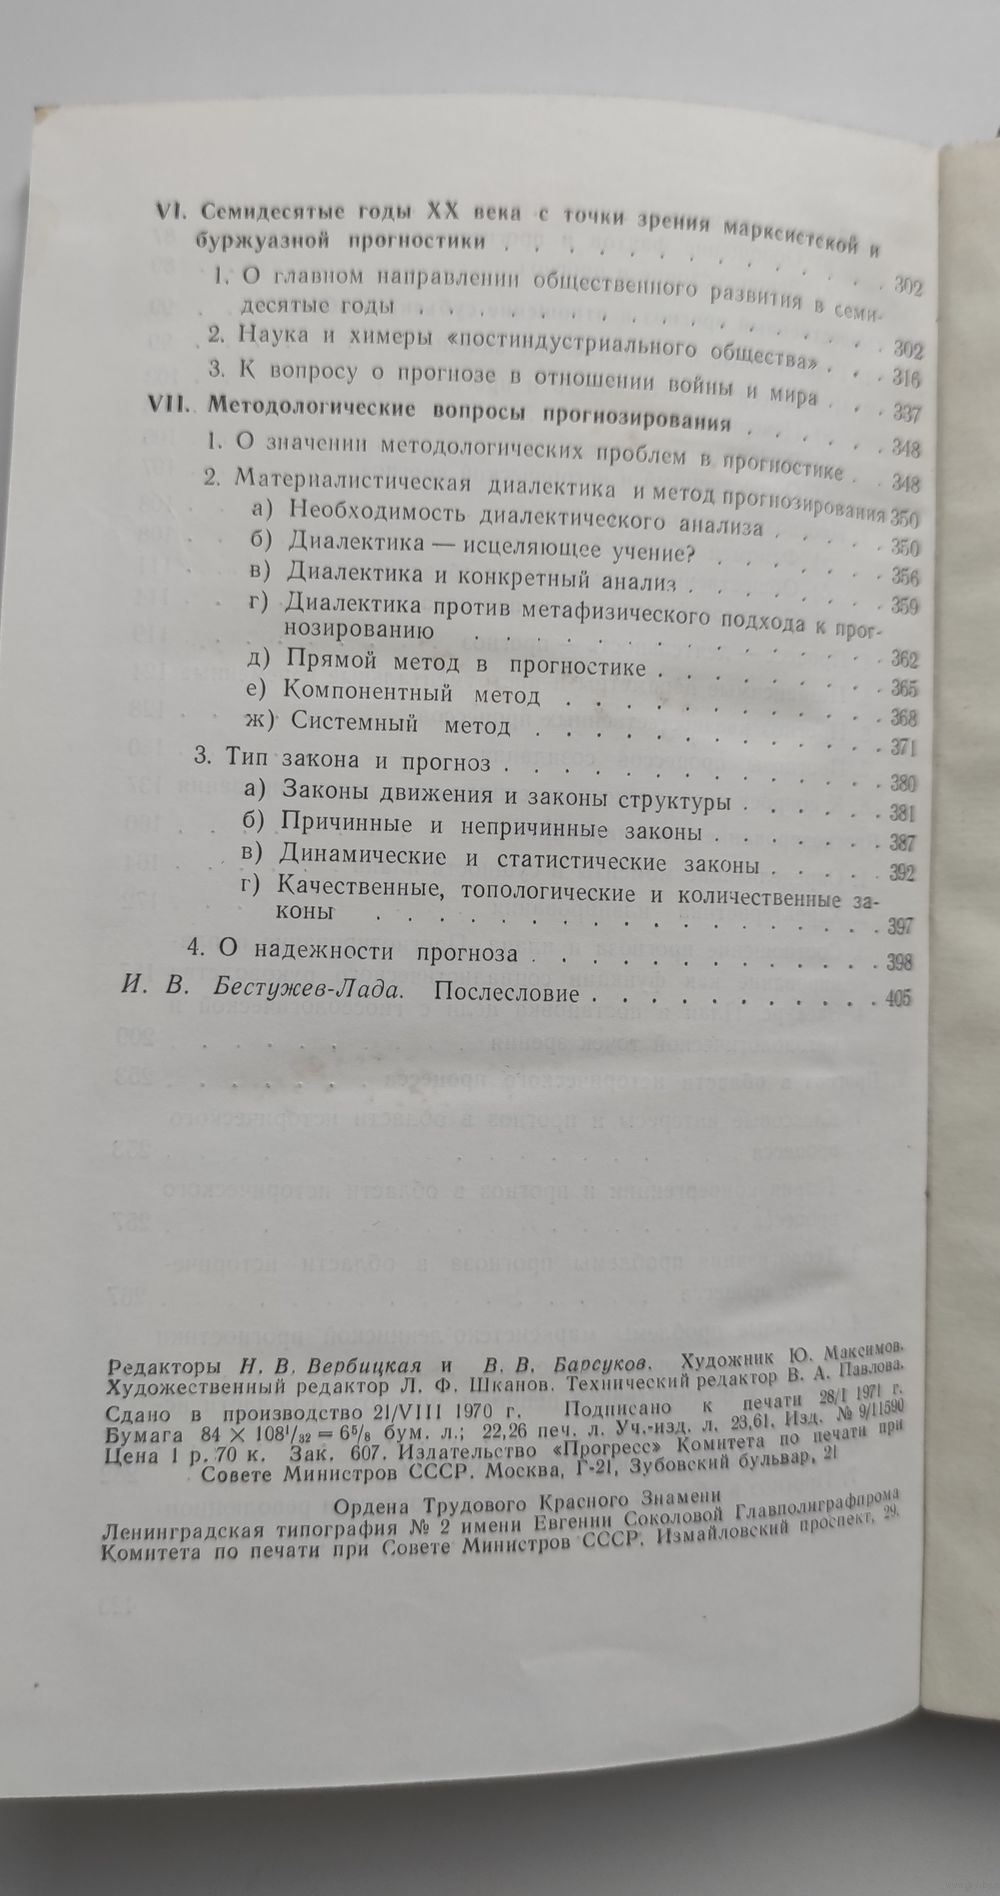 VI. Семидесятые годы XX века с точки зрения марксистской и
буржуазной прогностики . . . . . . . . . . . . . 302
1. О главном направлении общественного развития в семи-
десятые годы . . . . . . . . . . . . . . . . 302
2. Наука и химеры «постиндустриального общества» . . . 316
3. К вопросу о прогнозе в отношении войны и мира . . . 337
VII. Методологические вопросы прогнозирования . . . . . 348
1. О значении методологических проблем в прогностике . . 348
2. Материалистическая диалектика и метод прогнозирования 350
а) Необходимость диалектического анализа . . . . . 350
б) Диалектика — исцеляющее учение? . . . . . . . 356
в) Диалектика и конкретный анализ . . . . . . . . 359
г) Диалектика против метафизического подхода к прог-
нозированию . . . . . . . . . . . . . . 362
д) Прямой метод в прогностике . . . . . . . . . 365
е) Компонентный метод . . . . . . . . . . . . 368
ж) Системный метод . . . . . . . . . . . . . 371
3. Тип закона и прогноз . . . . . . . . . . . . . . 380
а) Законы движения и законы структуры . . . . . . 381
б) Причинные и непричинные законы . . . . . . . 387
в) Динамические и статистические законы . . . . . 392
г) Качественные, топологические и количественные за-
коны . . . . . . . . . . . . . . . . . 397
4. О надежности прогноза . . . . . . . . . . . . 398
И. В. Бестужев-Лада. Послесловие . . . . . . . . . . 405
Редакторы Н. В. Вербицкая и В. В. Барсуков. Художник Ю. Максимов.
Художественный редактор Л. Ф. Шканов. Технический редактор В. А. Павлова.
Сдано в производство 21/VIII 1970 г. Подписано к печати 28/I 1971 г.
Бумага 84 × 108¹/₃₂ = 6⁵/₈ бум. л.; 22,26 печ. л. Уч.-изд. л. 23,61. Изд. № 9/11590
Цена 1 р. 70 к. Зак. 607. Издательство «Прогресс» Комитета по печати при
Совете Министров СССР. Москва, Г-21, Зубовский бульвар, 21
Ордена Трудового Красного Знамени
Ленинградская типография № 2 имени Евгении Соколовой Главполиграфпрома
Комитета по печати при Совете Министров СССР. Измайловский проспект, 29.